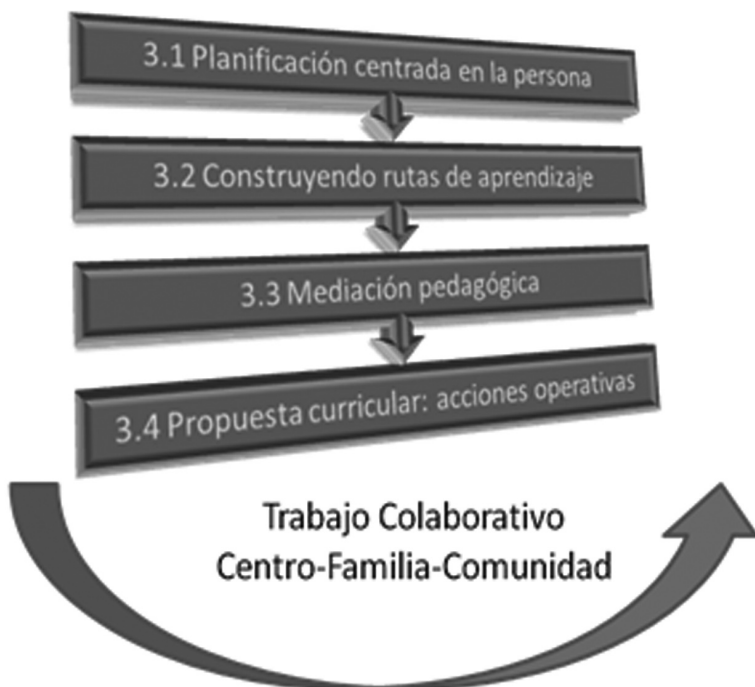 3.1 Planificación centrada en la persona
3.2 Construyendo rutas de aprendizaje
3.3 Mediación pedagógica
3.4 Propuesta curricular: acciones operativas
Trabajo Colaborativo
Centro-Familia-Comunidad